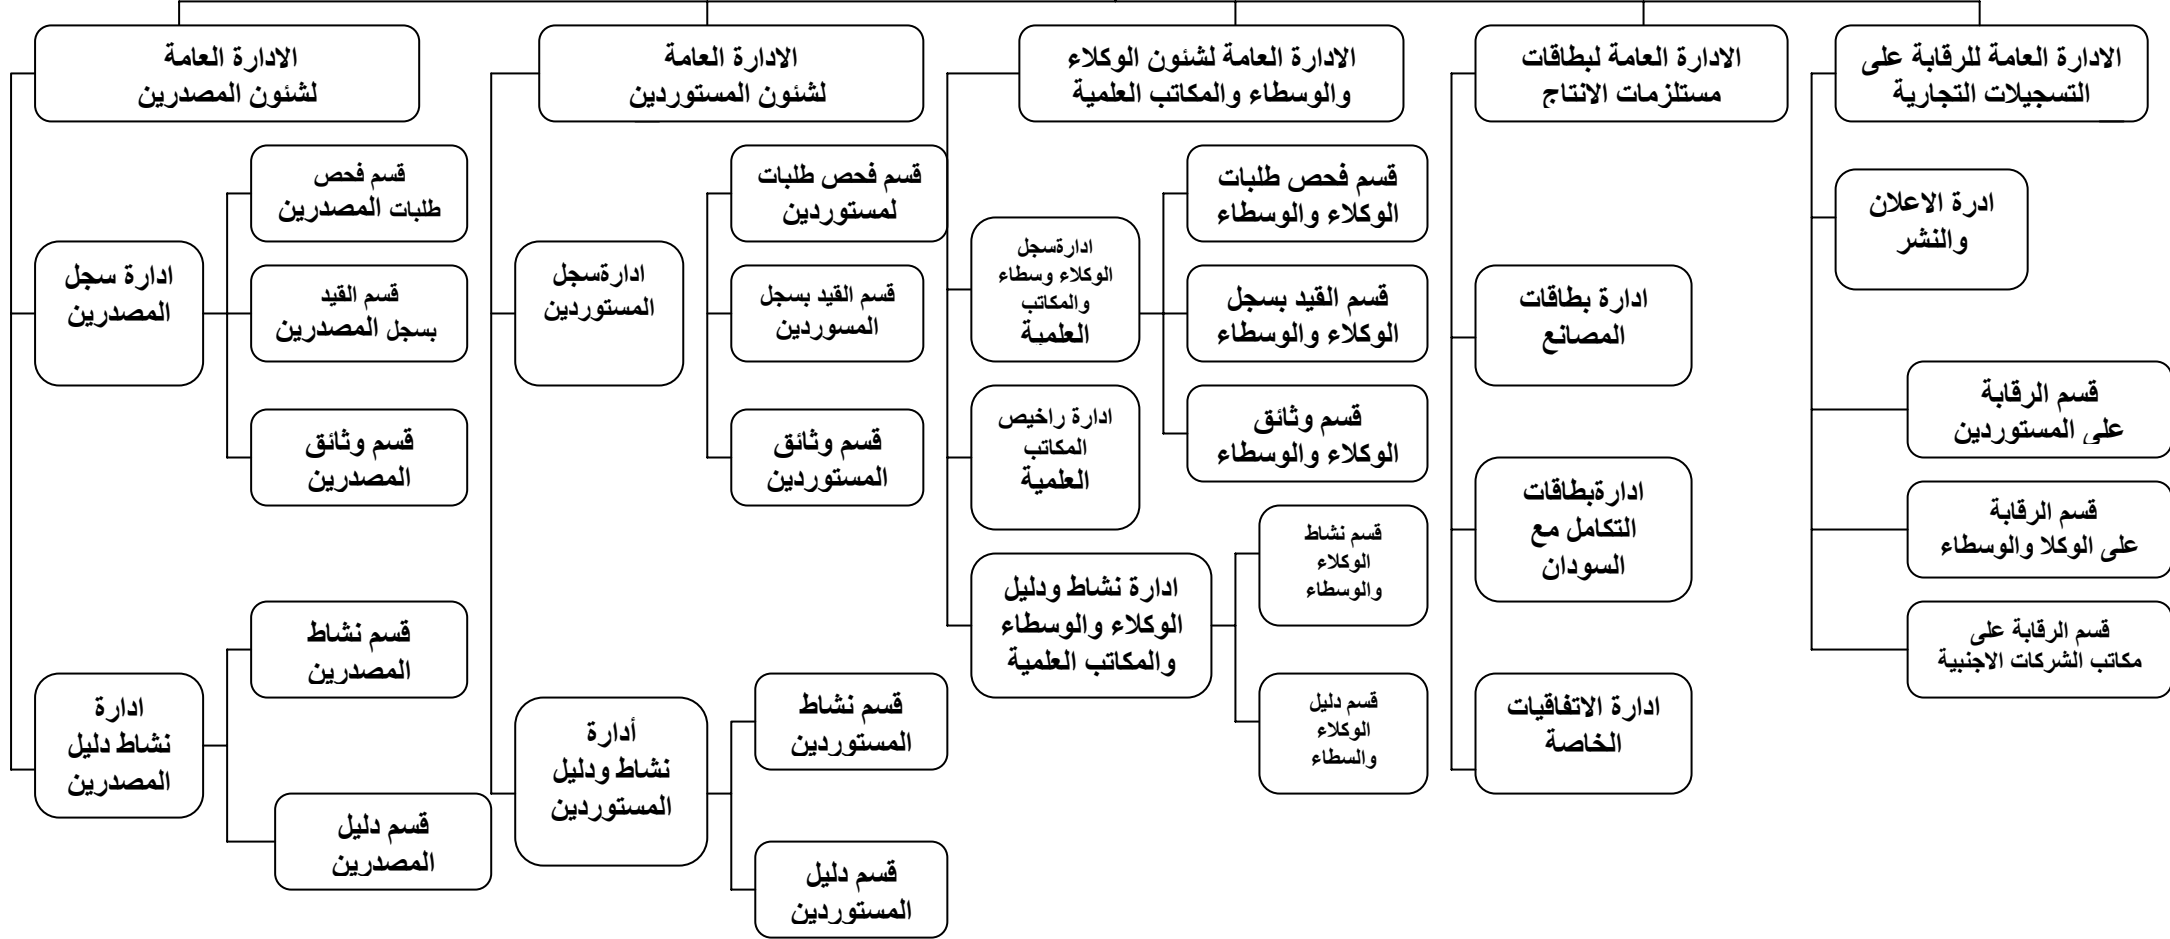 الادارة العامة للرقابة على
التسجيلات التجارية
ادرة الاعلان
والنشر
قسم الرقابة
على المستوردين
قسم الرقابة
على الوكلا والوسطاء
قسم الرقابة على
مكاتب الشركات الاجنبية
الادارة العامة لبطاقات
مستلزمات الانتاج
ادارة بطاقات
المصانع
ادارةبطاقات
التكامل مع
السودان
ادارة الاتفاقيات
الخاصة
الادارة العامة لشئون الوكلاء
والوسطاء والمكاتب العلمية
ادارةسجل
الوكلاء وسطاء
والمكاتب
العلمية
قسم فحص طلبات
الوكلاء والوسطاء
قسم القيد بسجل
الوكلاء والوسطاء
قسم وثائق
الوكلاء والوسطاء
ادارة راخيص
المكاتب
العلمية
ادارة نشاط ودليل
الوكلاء والوسطاء
والمكاتب العلمية
قسم نشاط
الوكلاء
والوسطاء
قسم دليل
الوكلاء
والسطاء
الادارة العامة
لشئون المستوردين
ادارةسجل
المستوردين
قسم فحص طلبات
لمستوردين
قسم القيد بسجل
المسوردين
قسم وثائق
المستوردين
أدارة
نشاط ودليل
المستوردين
قسم نشاط
المستوردين
قسم دليل
المستوردين
الادارة العامة
لشئون المصدرين
ادارة سجل
المصدرين
قسم فحص
طلبات المصدرين
قسم القيد
بسجل المصدرين
قسم وثائق
المصدرين
ادارة
نشاط دليل
المصدرين
قسم نشاط
المصدرين
قسم دليل
المصدرين